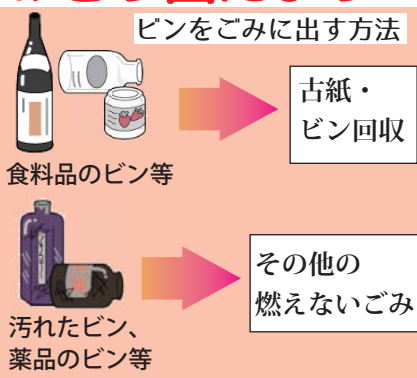 ビンをごみに出す方法
古紙・
ビン回収
食料品のビン等
その他の
燃えないごみ
汚れたビン、
薬品のビン等